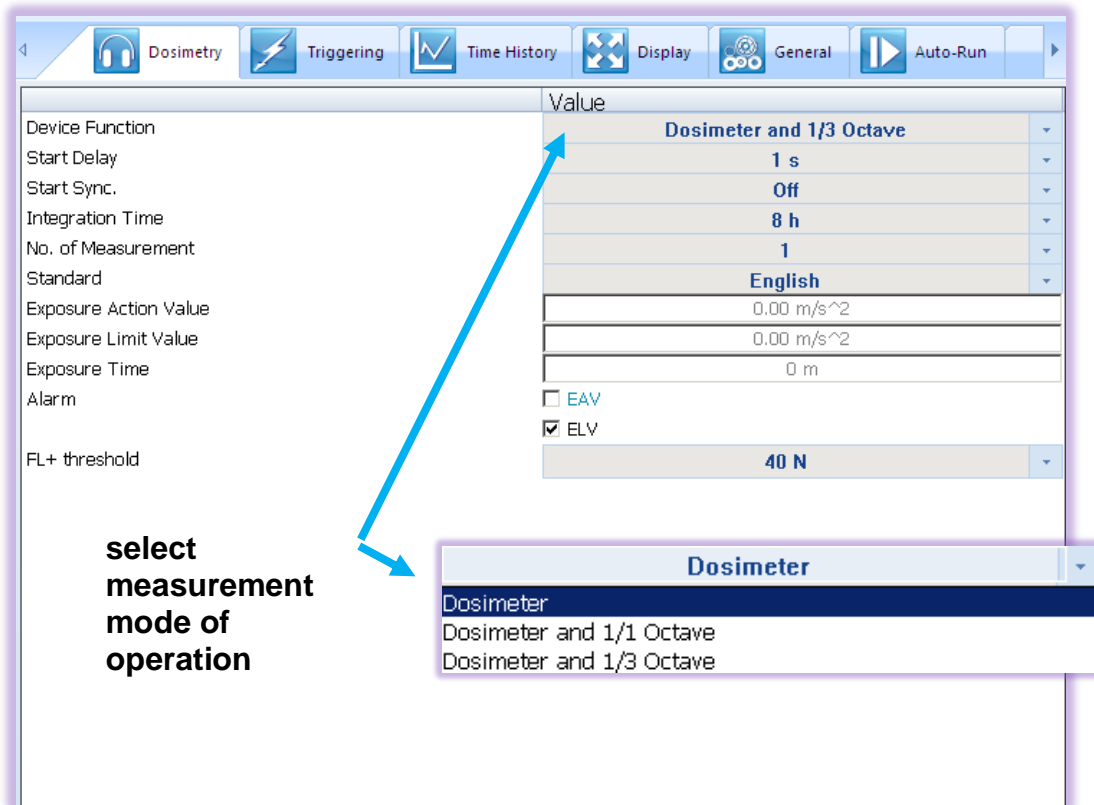 Dosimetry Triggering Time History Display General Auto-Run
Value
Device Function Dosimeter and 1/3 Octave
Start Delay 1 s
Start Sync. Off
Integration Time 8 h
No. of Measurement 1
Standard English
Exposure Action Value 0.00 m/s^2
Exposure Limit Value 0.00 m/s^2
Exposure Time 0 m
Alarm EAV
ELV
FL+ threshold 40 N
select
measurement
mode of
operation
Dosimeter
Dosimeter
Dosimeter and 1/1 Octave
Dosimeter and 1/3 Octave